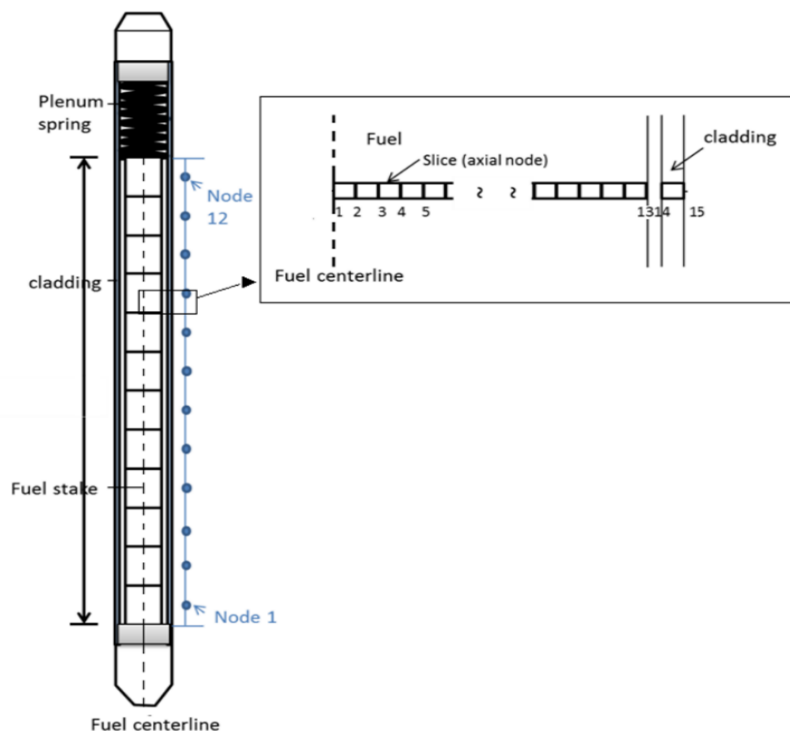 Plenum
spring
Node
12
cladding
Fuel stake
Node 1
Fuel centerline
Fuel
cladding
Slice (axial node)
1 2 3 4 5 ~ ~ 1314 15
Fuel centerline